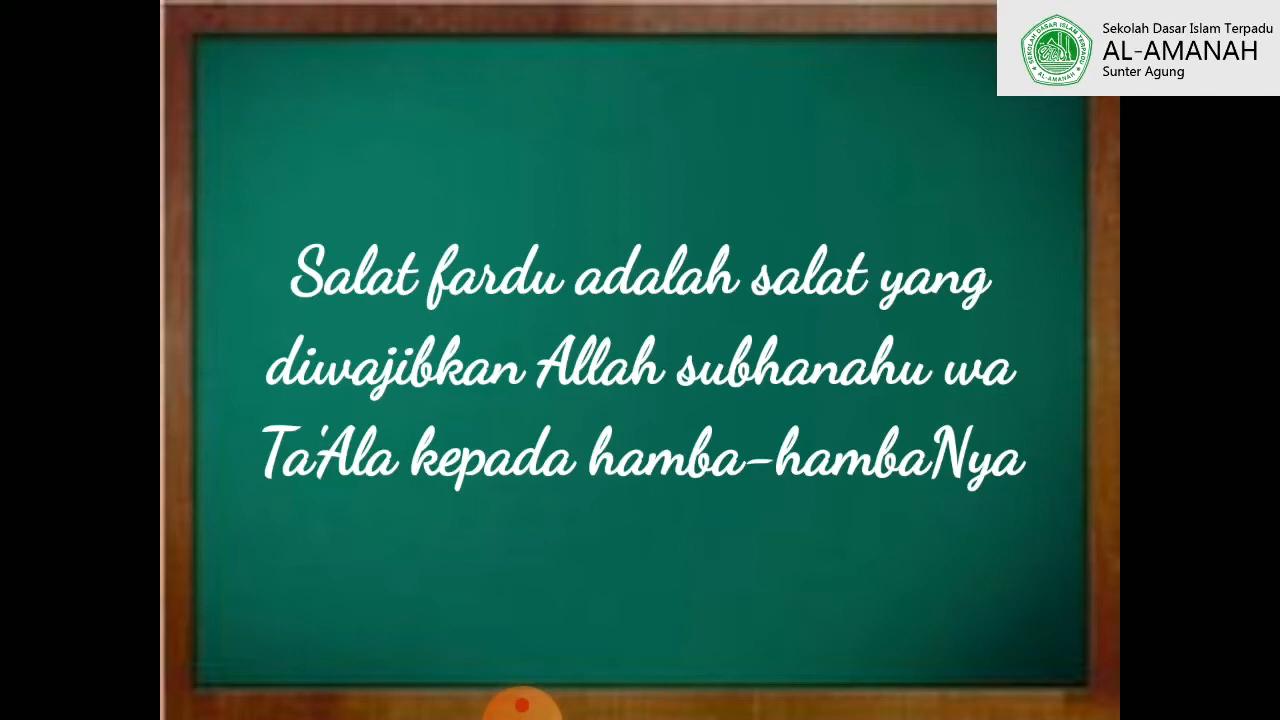 Sekolah Dasar Islam Terpadu
AL-AMANAH
Sunter Agung
Salat fardu adalah salat yang
diwajibkan Allah subhanahu wa
Ta'Ala kepada hamba-hambaNya